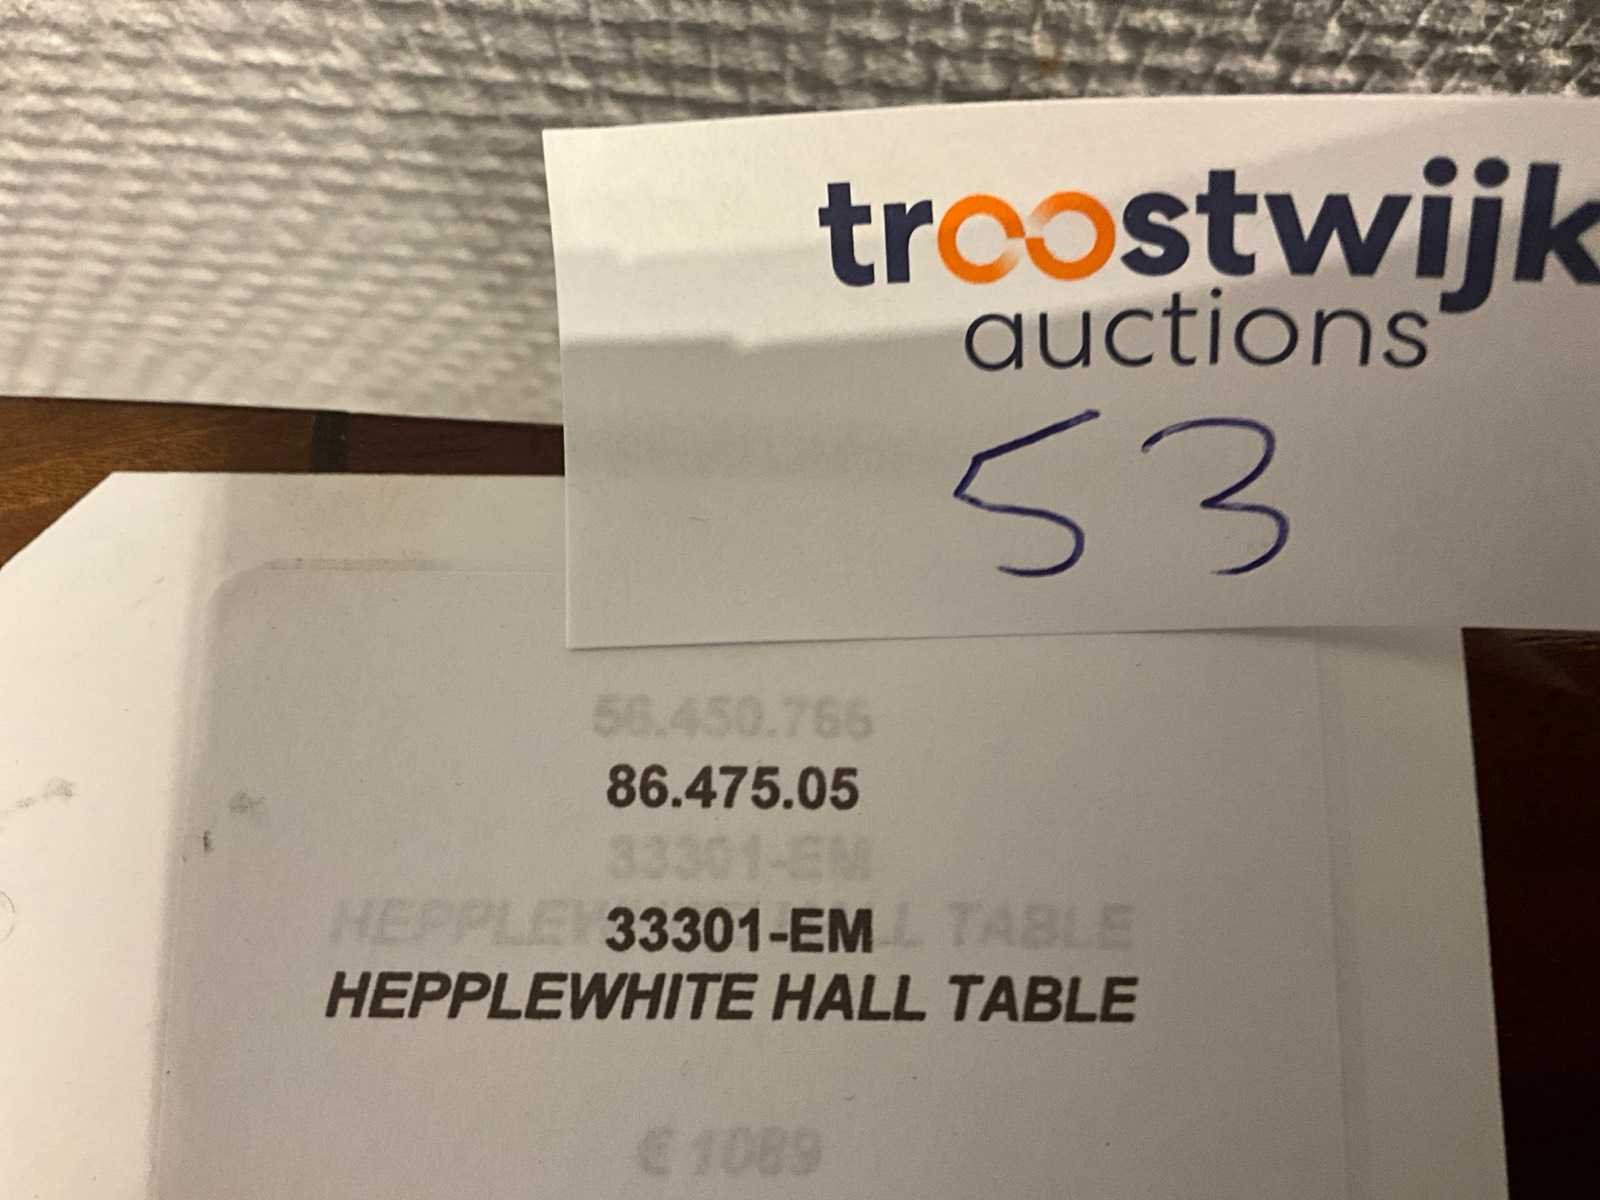 troostwijk
auctions
53
56.450.766
86.475.05
33301-EM
HEPPLEWHITE HALL TABLE
33301-EM
HEPPLEWHITE HALL TABLE
€ 1089